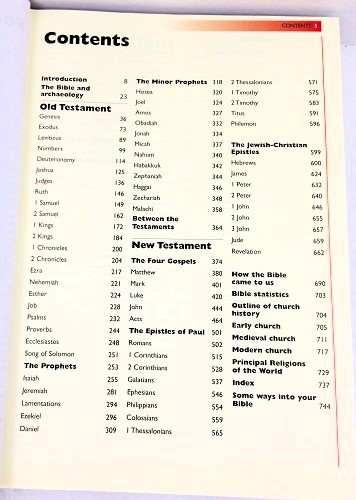 CONTENTS 3
Contents
Introduction 8
The Bible and
archaeology 23
Old Testament
Genesis 36
Exodus 73
Leviticus 89
Numbers 99
Deuteronomy 114
Joshua 125
Judges 136
Ruth 146
1 Samuel 149
2 Samuel 162
1 Kings 172
2 Kings 184
1 Chronicles 200
2 Chronicles 204
Ezra 217
Nehemiah 221
Esther 224
Job 228
Psalms 232
Proverbs 244
Ecclesiastes 248
Song of Solomon 251
The Prophets 253
Isaiah 255
Jeremiah 281
Lamentations 294
Ezekiel 296
Daniel 309
The Minor Prophets 318
Hosea 320
Joel 324
Amos 327
Obadiah 332
Jonah 334
Micah 337
Nahum 340
Habakkuk 342
Zephaniah 344
Haggai 346
Zechariah 348
Malachi 358
Between the
Testaments 364
New Testament
The Four Gospels 374
Matthew 380
Mark 401
Luke 420
John 444
Acts 464
The Epistles of Paul 501
Romans 502
1 Corinthians 515
2 Corinthians 528
Galatians 537
Ephesians 546
Philippians 554
Colossians 559
1 Thessalonians 565
2 Thessalonians 571
1 Timothy 575
2 Timothy 583
Titus 591
Philemon 596
The Jewish-Christian
Epistles 599
Hebrews 600
James 624
1 Peter 632
2 Peter 640
1 John 646
2 John 655
3 John 657
Jude 659
Revelation 662
How the Bible
came to us 690
Bible statistics 703
Outline of church
history 704
Early church 705
Medieval church 711
Modern church 717
Principal Religions
of the World 729
Index 737
Some ways into your
Bible 744